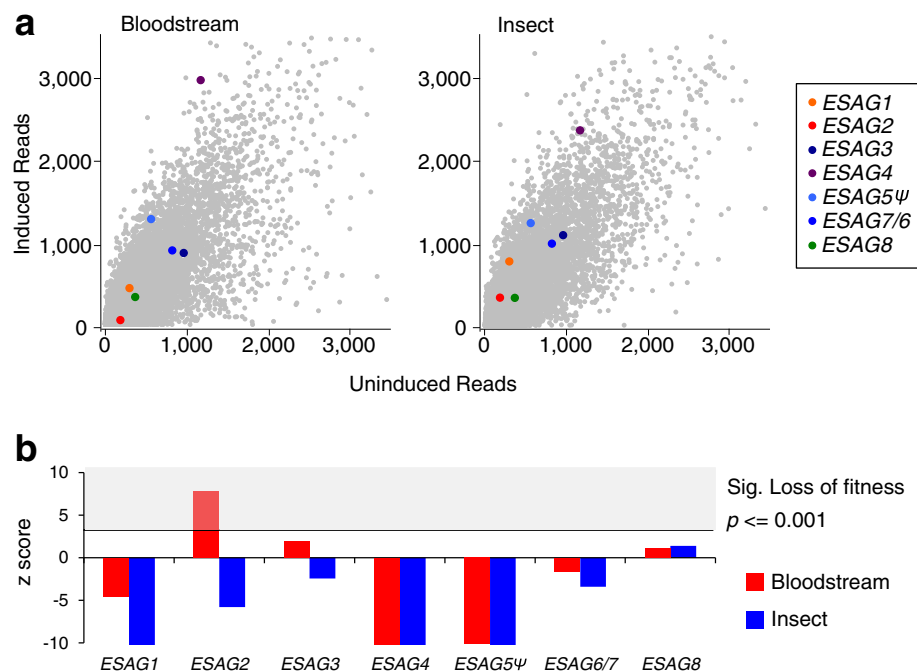 a
Bloodstream
Insect
Induced Reads
3,000
2,000
1,000
0
0
1,000
2,000
3,000
3,000
2,000
1,000
0
0
1,000
2,000
3,000
Uninduced Reads
ESAG1
ESAG2
ESAG3
ESAG4
ESAG5Ψ
ESAG7/6
ESAG8
b
z score
10
5
0
-5
-10
ESAG1
ESAG2
ESAG3
ESAG4
ESAG5Ψ
ESAG6/7
ESAG8
Sig. Loss of fitness
p <= 0.001
Bloodstream
Insect